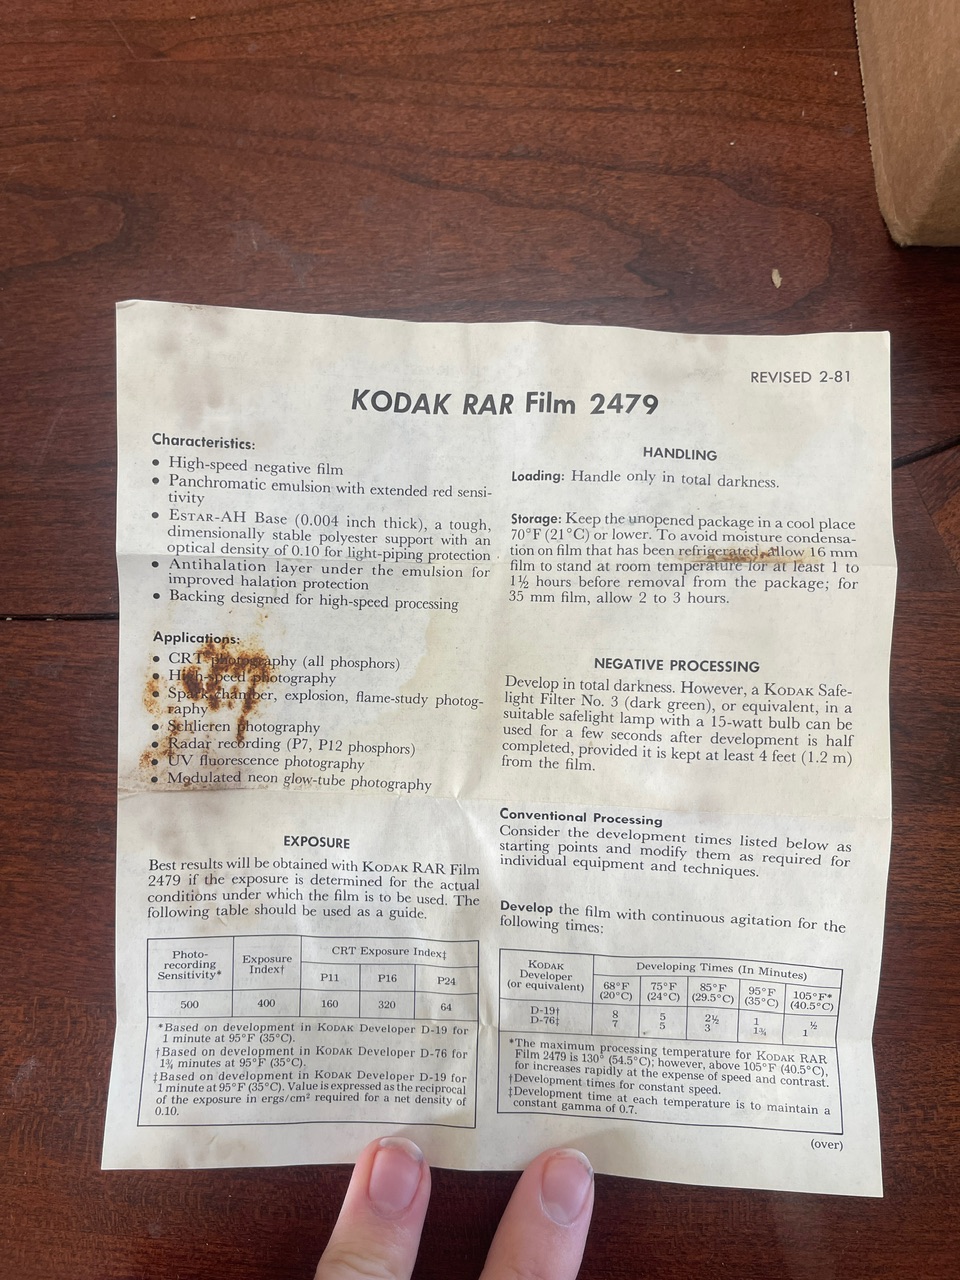 REVISED 2-81
KODAK RAR Film 2479
Characteristics:
• High-speed negative film
• Panchromatic emulsion with extended red sensi-
tivity
• ESTAR-AH Base (0.004 inch thick), a tough,
dimensionally stable polyester support with an
optical density of 0.10 for light-piping protection
• Antihalation layer under the emulsion for
improved halation protection
• Backing designed for high-speed processing
Applications:
• CRT photography (all phosphors)
• High-speed photography
• Spark chamber, explosion, flame-study photog-
raphy
• Schlieren photography
• Radar recording (P7, P12 phosphors)
• UV fluorescence photography
• Modulated neon glow-tube photography
EXPOSURE
Best results will be obtained with KODAK RAR Film
2479 if the exposure is determined for the actual
conditions under which the film is to be used. The
following table should be used as a guide.
Photo-
recording
Sensitivity*
Exposure
Index†
CRT Exposure Index‡
P11 P16 P24
500 400 160 320 64
*Based on development in KODAK Developer D-19 for
1 minute at 95°F (35°C).
†Based on development in KODAK Developer D-76 for
1¾ minutes at 95°F (35°C).
‡Based on development in KODAK Developer D-19 for
1 minute at 95°F (35°C). Value is expressed as the reciprocal
of the exposure in ergs/cm² required for a net density of
0.10.
HANDLING
Loading: Handle only in total darkness.
Storage: Keep the unopened package in a cool place
70°F (21°C) or lower. To avoid moisture condensa-
tion on film that has been refrigerated, allow 16 mm
film to stand at room temperature for at least 1 to
1½ hours before removal from the package; for
35 mm film, allow 2 to 3 hours.
NEGATIVE PROCESSING
Develop in total darkness. However, a KODAK Safe-
light Filter No. 3 (dark green), or equivalent, in a
suitable safelight lamp with a 15-watt bulb can be
used for a few seconds after development is half
completed, provided it is kept at least 4 feet (1.2 m)
from the film.
Conventional Processing
Consider the development times listed below as
starting points and modify them as required for
individual equipment and techniques.
Develop the film with continuous agitation for the
following times:
KODAK
Developer
(or equivalent)
Developing Times (In Minutes)
68°F 75°F 85°F 95°F 105°F*
(20°C) (24°C) (29.5°C) (35°C) (40.5°C)
D-19† 8 5 2½ 1 ½
D-76‡ 7 5 3 1¾ 1
*The maximum processing temperature for KODAK RAR
Film 2479 is 130° (54.5°C); however, above 105°F (40.5°C),
for increases rapidly at the expense of speed and contrast.
†Development times for constant speed.
‡Development time at each temperature is to maintain a
constant gamma of 0.7.
(over)